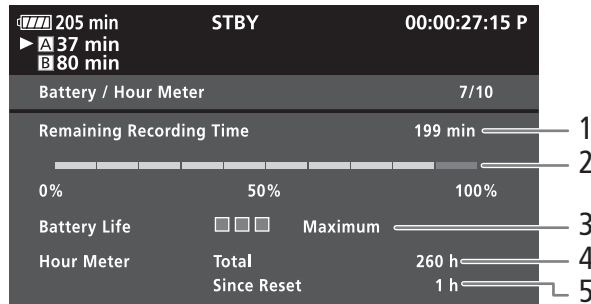 205 min STBY 00:00:27:15 P
A 37 min
B 80 min
Battery / Hour Meter 7/10
Remaining Recording Time 199 min 1
2
0% 50% 100%
Battery Life Maximum 3
Hour Meter Total 260 h 4
Since Reset 1 h 5